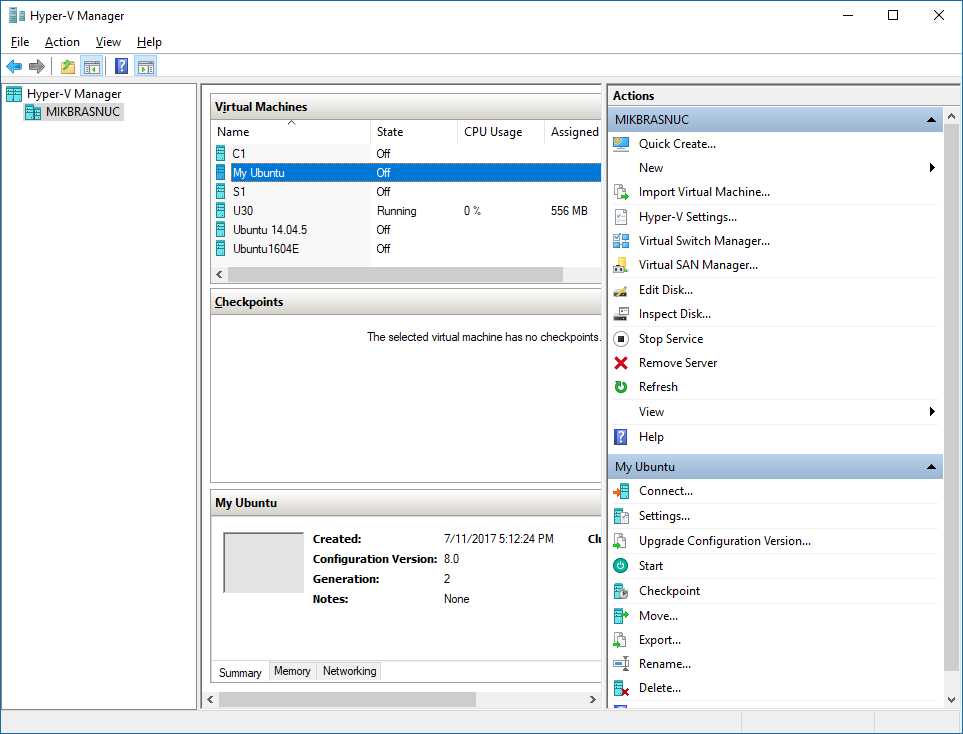 Hyper-V Manager
File Action View Help
Hyper-V Manager
MIKBRASNUC
Virtual Machines
Name State CPU Usage Assigned
C1 Off
My Ubuntu Off
S1 Off
U30 Running 0 % 556 MB
Ubuntu 14.04.5 Off
Ubuntu1604E Off
Checkpoints
The selected virtual machine has no checkpoints.
My Ubuntu
Created: 7/11/2017 5:12:24 PM Clu
Configuration Version: 8.0
Generation: 2
Notes: None
Summary Memory Networking
Actions
MIKBRASNUC
Quick Create...
New
Import Virtual Machine...
Hyper-V Settings...
Virtual Switch Manager...
Virtual SAN Manager...
Edit Disk...
Inspect Disk...
Stop Service
Remove Server
Refresh
View
Help
My Ubuntu
Connect...
Settings...
Upgrade Configuration Version...
Start
Checkpoint
Move...
Export...
Rename...
Delete...